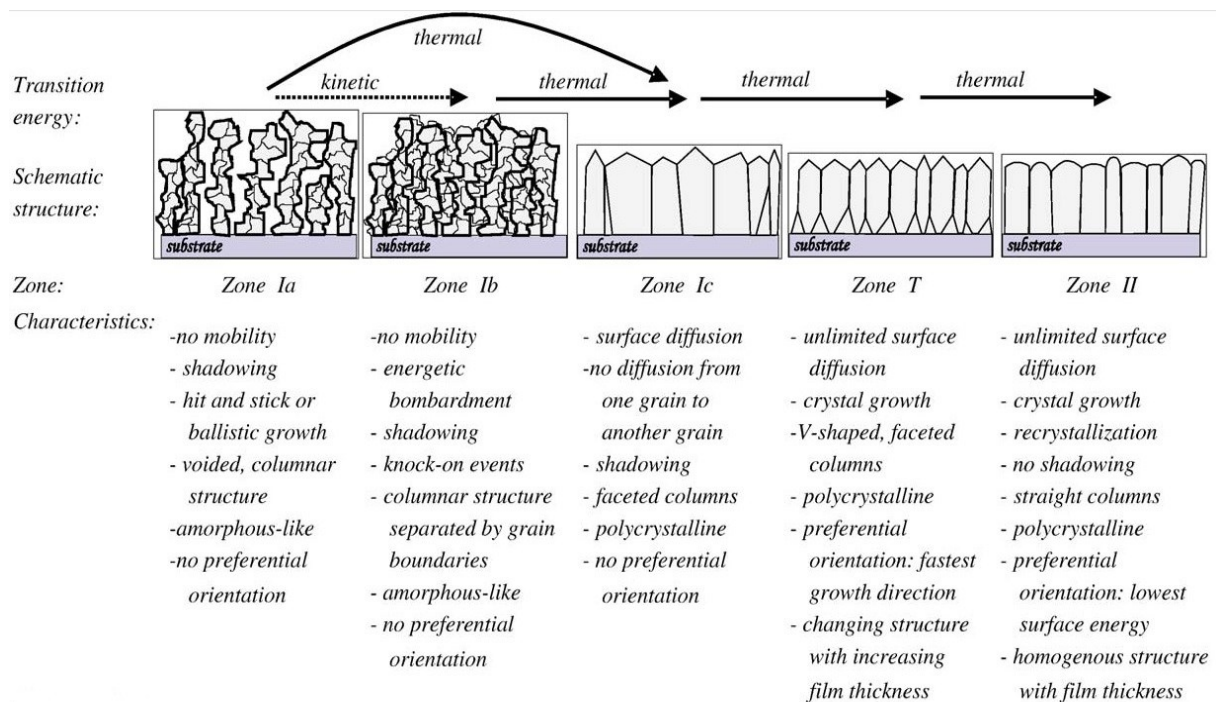 thermal
Transition
energy:
kinetic
thermal
thermal
thermal
Schematic
structure:
substrate
substrate
substrate
substrate
substrate
Zone:
Zone Ia
Zone Ib
Zone Ic
Zone T
Zone II
Characteristics:
-no mobility
- shadowing
- hit and stick or
ballistic growth
- voided, columnar
structure
-amorphous-like
-no preferential
orientation
-no mobility
- energetic
bombardment
- shadowing
- knock-on events
- columnar structure
separated by grain
boundaries
- amorphous-like
- no preferential
orientation
- surface diffusion
-no diffusion from
one grain to
another grain
- shadowing
- faceted columns
- polycrystalline
- no preferential
orientation
- unlimited surface
diffusion
- crystal growth
-V-shaped, faceted
columns
- polycrystalline
- preferential
orientation: fastest
growth direction
- changing structure
with increasing
film thickness
- unlimited surface
diffusion
- crystal growth
- recrystallization
- no shadowing
- straight columns
- polycrystalline
- preferential
orientation: lowest
surface energy
- homogenous structure
with film thickness